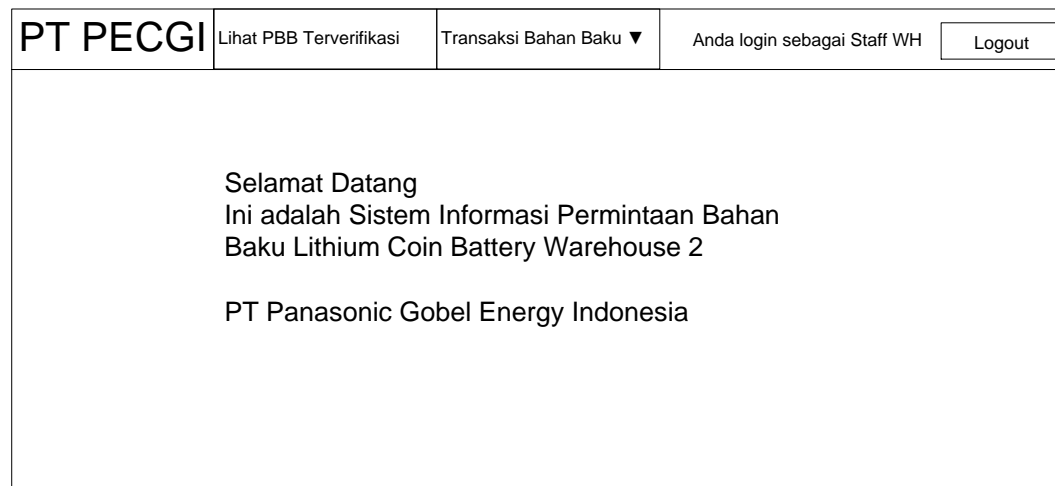 PT PECGI
Lihat PBB Terverifikasi
Transaksi Bahan Baku ▼
Anda login sebagai Staff WH
Logout
Selamat Datang
Ini adalah Sistem Informasi Permintaan Bahan
Baku Lithium Coin Battery Warehouse 2
PT Panasonic Gobel Energy Indonesia